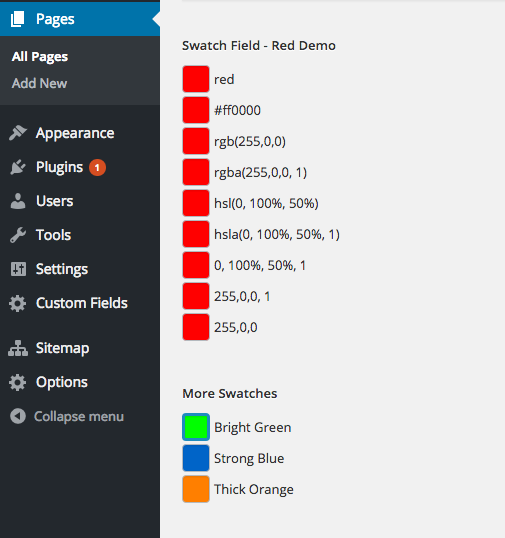 Pages
All Pages
Add New
Appearance
Plugins 1
Users
Tools
Settings
Custom Fields
Sitemap
Options
Collapse menu
Swatch Field - Red Demo
red
#ff0000
rgb(255,0,0)
rgba(255,0,0, 1)
hsl(0, 100%, 50%)
hsla(0, 100%, 50%, 1)
0, 100%, 50%, 1
255,0,0, 1
255,0,0
More Swatches
Bright Green
Strong Blue
Thick Orange